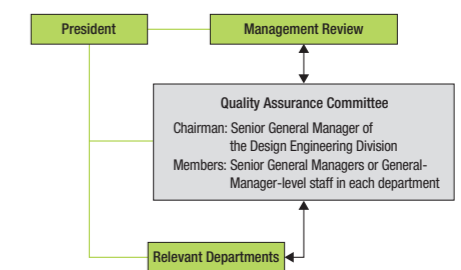 President
Management Review
Quality Assurance Committee
Chairman: Senior General Manager of
the Design Engineering Division
Members: Senior General Managers or General-
Manager-level staff in each department
Relevant Departments